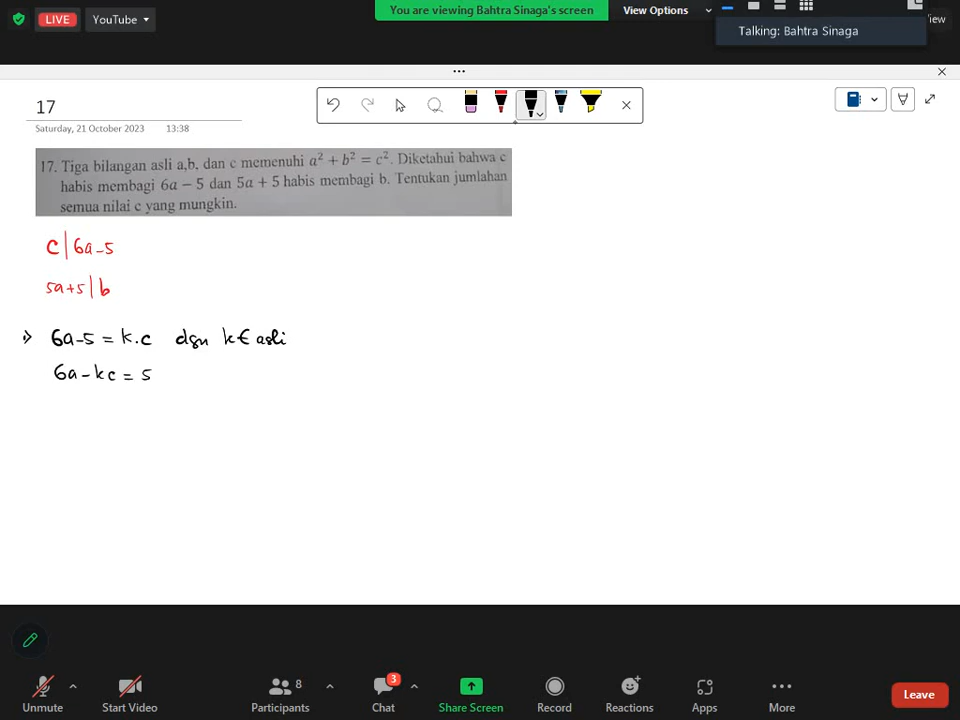 LIVE
YouTube
You are viewing Bahtra Sinaga's screen
View Options
iew
Talking: Bahtra Sinaga
17
Saturday, 21 October 2023 13:38
17. Tiga bilangan asli a,b, dan c memenuhi a² + b² = c². Diketahui bahwa c
habis membagi 6a − 5 dan 5a + 5 habis membagi b. Tentukan jumlahan
semua nilai c yang mungkin.
c | 6a - 5
5a+5 | b
6a - 5 = k.c dgn k ∈ asli
6a - kc = 5
Unmute
Start Video
8
Participants
3
Chat
Share Screen
Record
Reactions
Apps
More
Leave